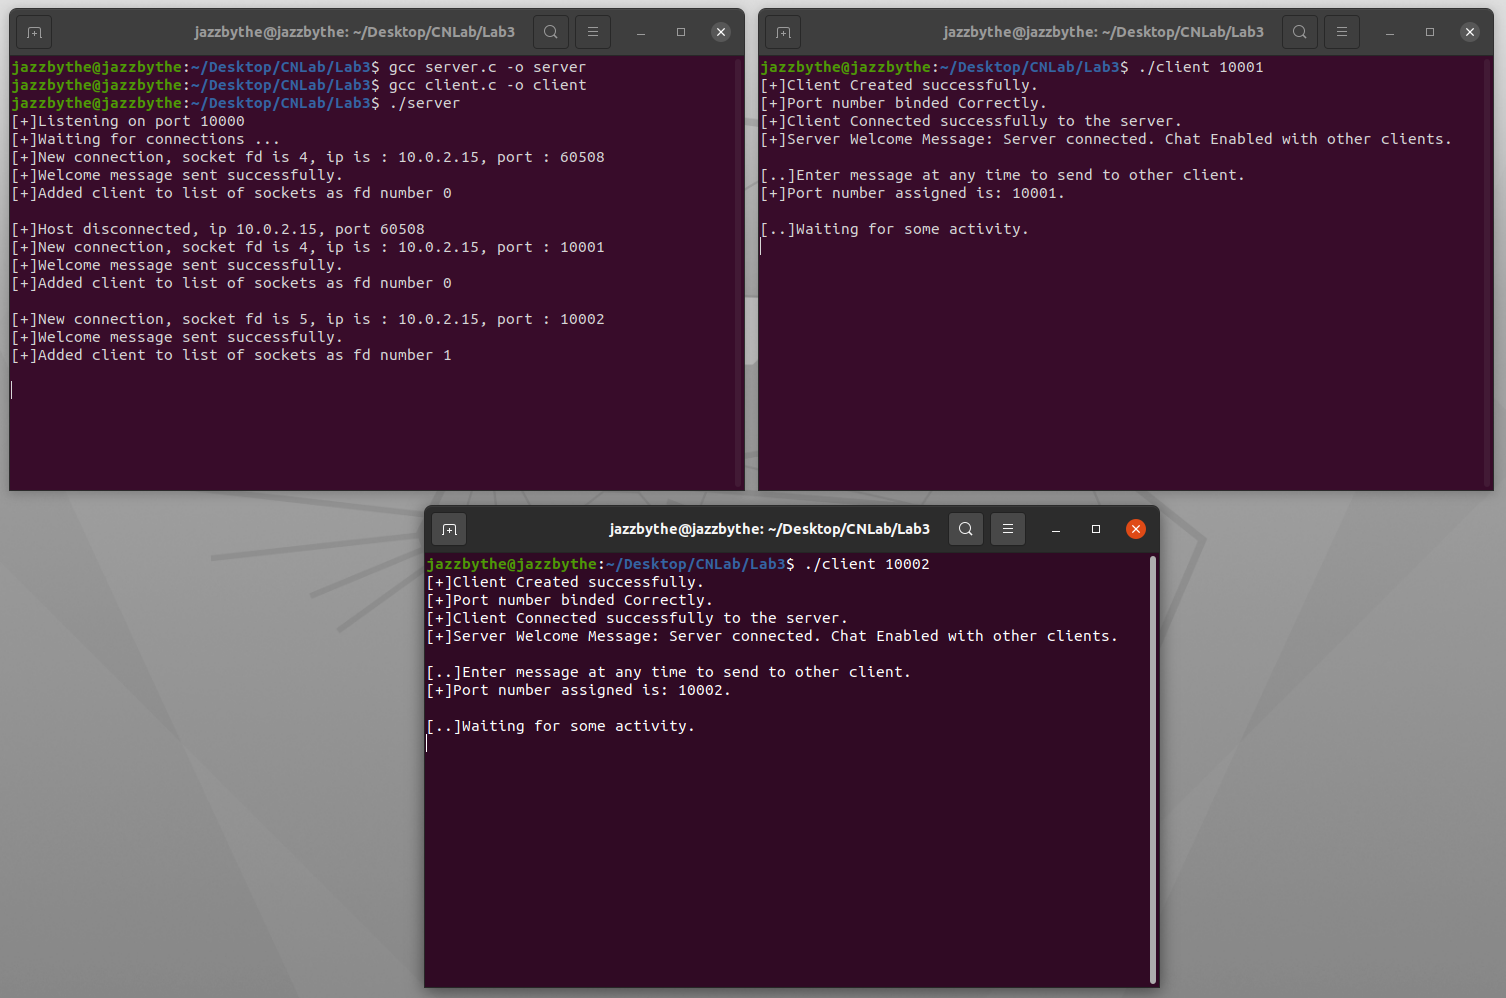 jazzbythe@jazzbythe: ~/Desktop/CNLab/Lab3
jazzbythe@jazzbythe:~/Desktop/CNLab/Lab3$ gcc server.c -o server
jazzbythe@jazzbythe:~/Desktop/CNLab/Lab3$ gcc client.c -o client
jazzbythe@jazzbythe:~/Desktop/CNLab/Lab3$ ./server
[+]Listening on port 10000
[+]Waiting for connections ...
[+]New connection, socket fd is 4, ip is : 10.0.2.15, port : 60508
[+]Welcome message sent successfully.
[+]Added client to list of sockets as fd number 0
[+]Host disconnected, ip 10.0.2.15, port 60508
[+]New connection, socket fd is 4, ip is : 10.0.2.15, port : 10001
[+]Welcome message sent successfully.
[+]Added client to list of sockets as fd number 0
[+]New connection, socket fd is 5, ip is : 10.0.2.15, port : 10002
[+]Welcome message sent successfully.
[+]Added client to list of sockets as fd number 1
jazzbythe@jazzbythe: ~/Desktop/CNLab/Lab3
jazzbythe@jazzbythe:~/Desktop/CNLab/Lab3$ ./client 10001
[+]Client Created successfully.
[+]Port number binded Correctly.
[+]Client Connected successfully to the server.
[+]Server Welcome Message: Server connected. Chat Enabled with other clients.
[..]Enter message at any time to send to other client.
[+]Port number assigned is: 10001.
[..]Waiting for some activity.
jazzbythe@jazzbythe: ~/Desktop/CNLab/Lab3
jazzbythe@jazzbythe:~/Desktop/CNLab/Lab3$ ./client 10002
[+]Client Created successfully.
[+]Port number binded Correctly.
[+]Client Connected successfully to the server.
[+]Server Welcome Message: Server connected. Chat Enabled with other clients.
[..]Enter message at any time to send to other client.
[+]Port number assigned is: 10002.
[..]Waiting for some activity.